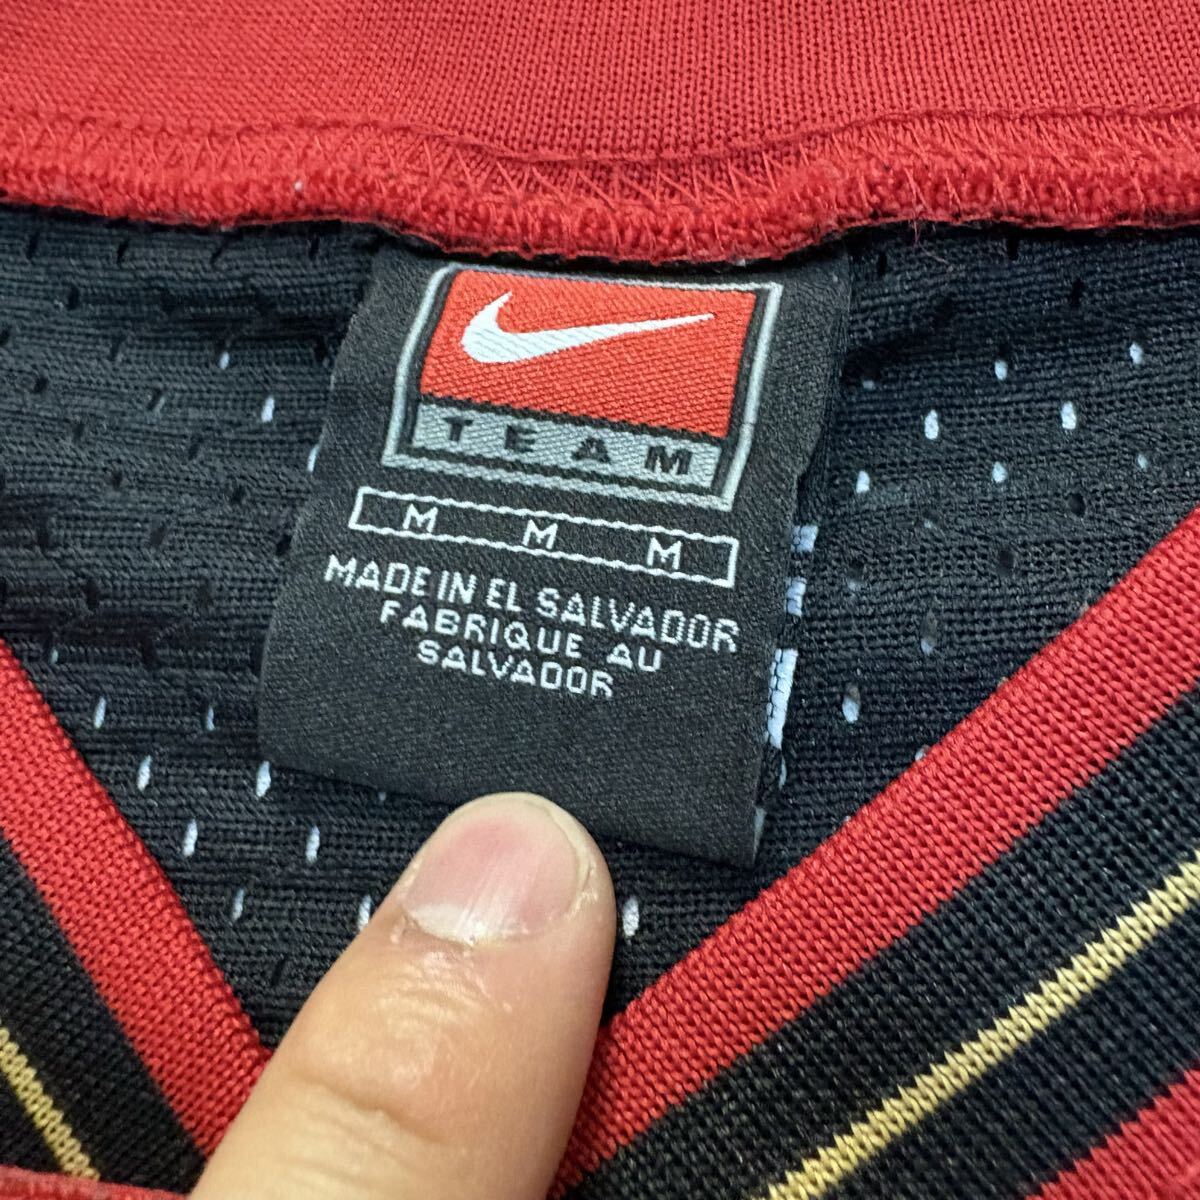 TEAM
M M M
MADE IN EL SALVADOR
FABRIQUE AU
SALVADOR